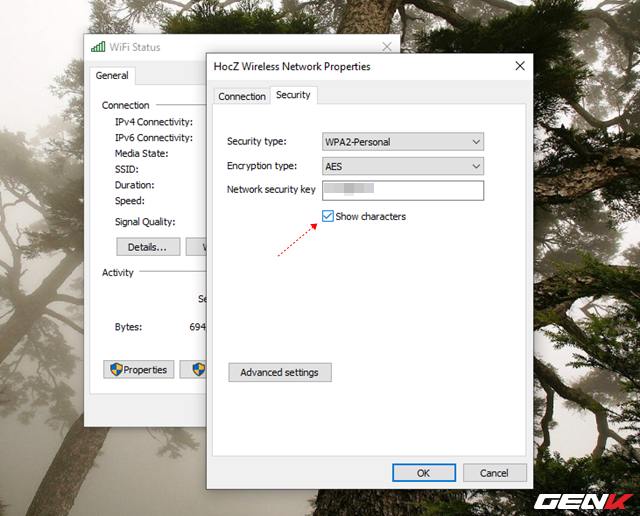 WiFi Status
General
Connection
IPv4 Connectivity:
IPv6 Connectivity:
Media State:
SSID:
Duration:
Speed:
Signal Quality:
Details...
W
Activity
Se
Bytes:
694
Properties
HocZ Wireless Network Properties
Connection
Security
Security type:
WPA2-Personal
Encryption type:
AES
Network security key
Show characters
Advanced settings
OK
Cancel
GENK